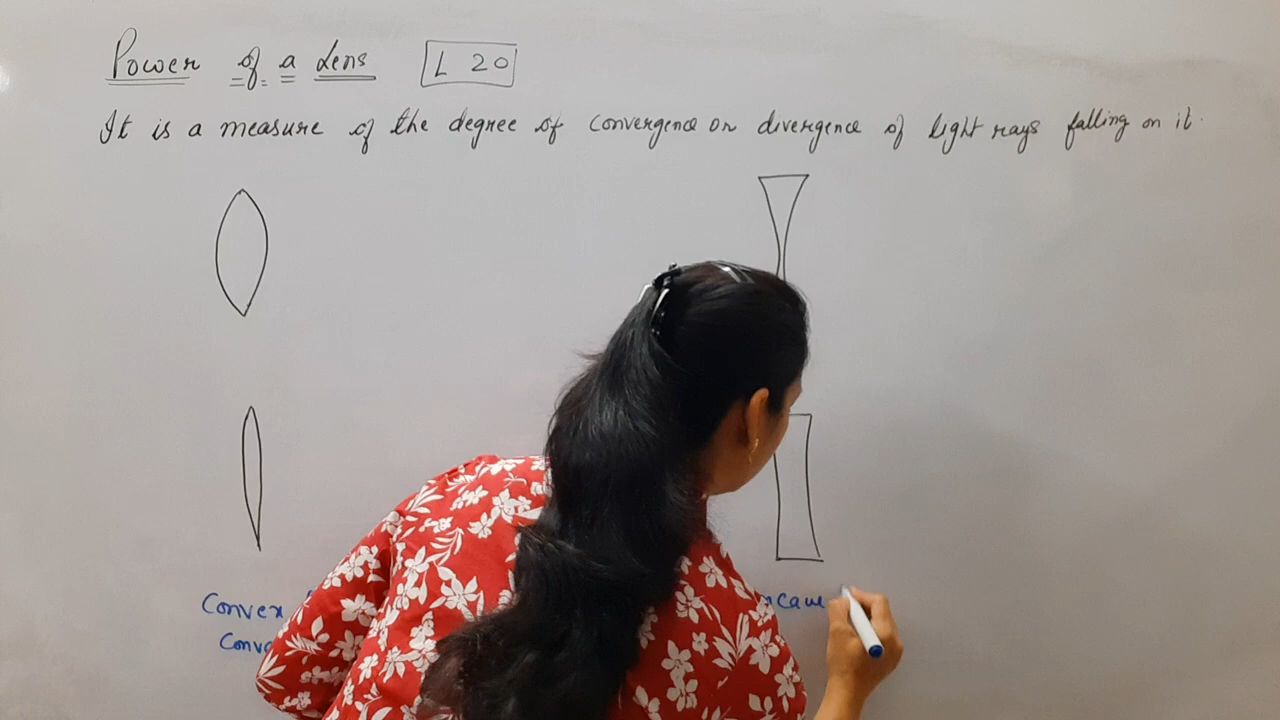 Power of a Lens L 20
It is a measure of the degree of convergence or divergence of light rays falling on it.
Convex